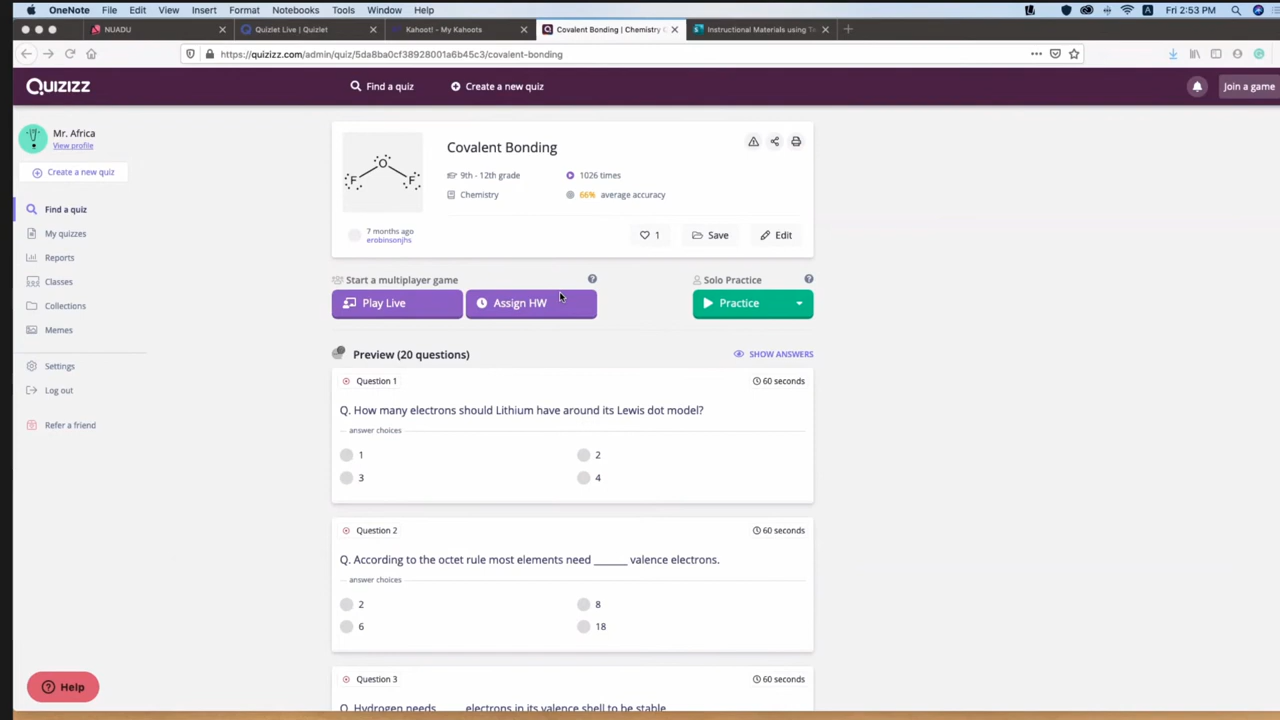 OneNote File Edit View Insert Format Notebooks Tools Window Help Fri 2:53 PM
NUADU Quizlet Live | Quizlet Kahoot! - My Kahoots Covalent Bonding | Chemistry Instructional Materials using T
https://quizizz.com/admin/quiz/5da8ba0cf38928001a6b45c3/covalent-bonding
QUIZIZZ Find a quiz Create a new quiz Join a game
Mr. Africa
View profile
Create a new quiz
Find a quiz
My quizzes
Reports
Classes
Collections
Memes
Settings
Log out
Refer a friend
Help
F O F
Covalent Bonding
9th - 12th grade 1026 times
Chemistry 66% average accuracy
7 months ago
erobinsonjhs
1 Save Edit
Start a multiplayer game Solo Practice
Play Live Assign HW Practice
Preview (20 questions) SHOW ANSWERS
Question 1 60 seconds
Q. How many electrons should Lithium have around its Lewis dot model?
answer choices
1 2
3 4
Question 2 60 seconds
Q. According to the octet rule most elements need ______ valence electrons.
answer choices
2 8
6 18
Question 3 60 seconds
Q. Hydrogen needs ____ electrons in its valence shell to be stable